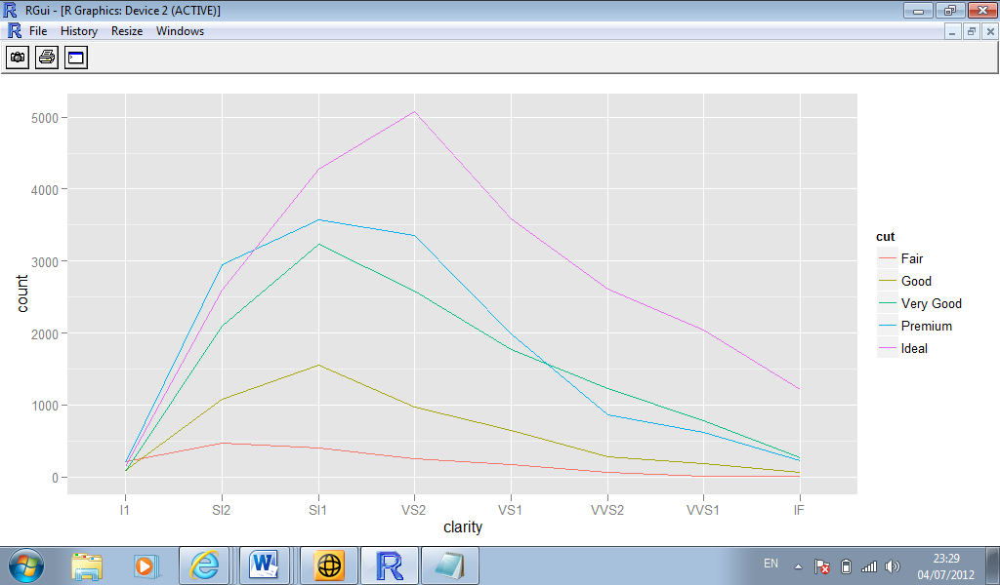 RGui - [R Graphics: Device 2 (ACTIVE)]
File History Resize Windows
5000
4000
3000
2000
1000
0
count
I1 SI2 SI1 VS2 VS1 VVS2 VVS1 IF
clarity
cut
Fair
Good
Very Good
Premium
Ideal
EN
23:29
04/07/2012